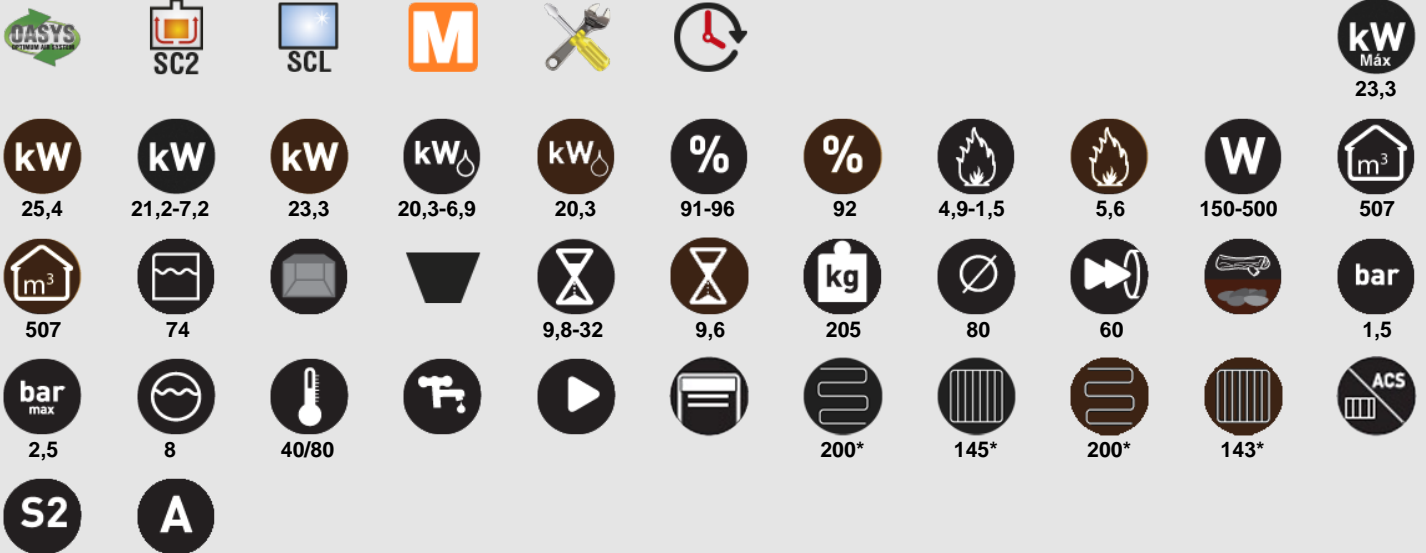 OASYS
OPTIMUM AIR SYSTEM
SC2
SCL
M
kW
Máx
23,3
kW
25,4
kW
21,2-7,2
kW
23,3
kW
20,3-6,9
kW
20,3
%
91-96
%
92
4,9-1,5
5,6
W
150-500
m³
507
m³
507
74
9,8-32
9,6
kg
205
80
60
bar
1,5
bar
max
2,5
8
40/80
200*
145*
200*
143*
ACS
S2
A